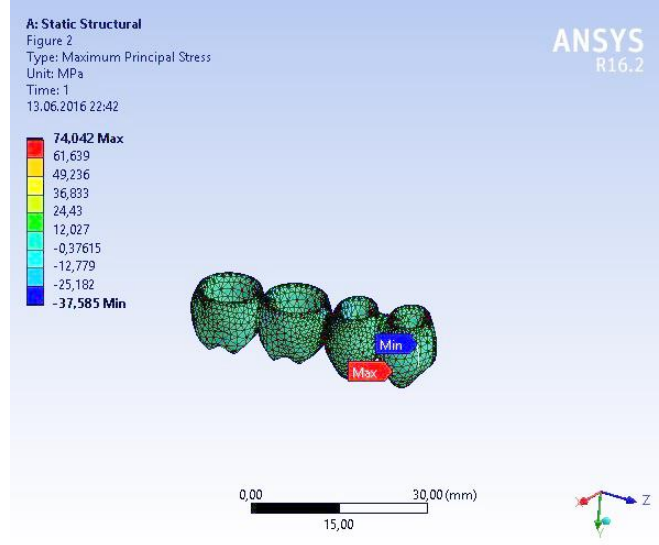 A: Static Structural
Figure 2
Type: Maximum Principal Stress
Unit: MPa
Time: 1
13.06.2016 22:42
ANSYS
R16.2
74,042 Max
61,639
49,236
36,833
24,43
12,027
-0,37615
-12,779
-25,182
-37,585 Min
Min
Max
0,00
30,00 (mm)
15,00
X
Y
Z